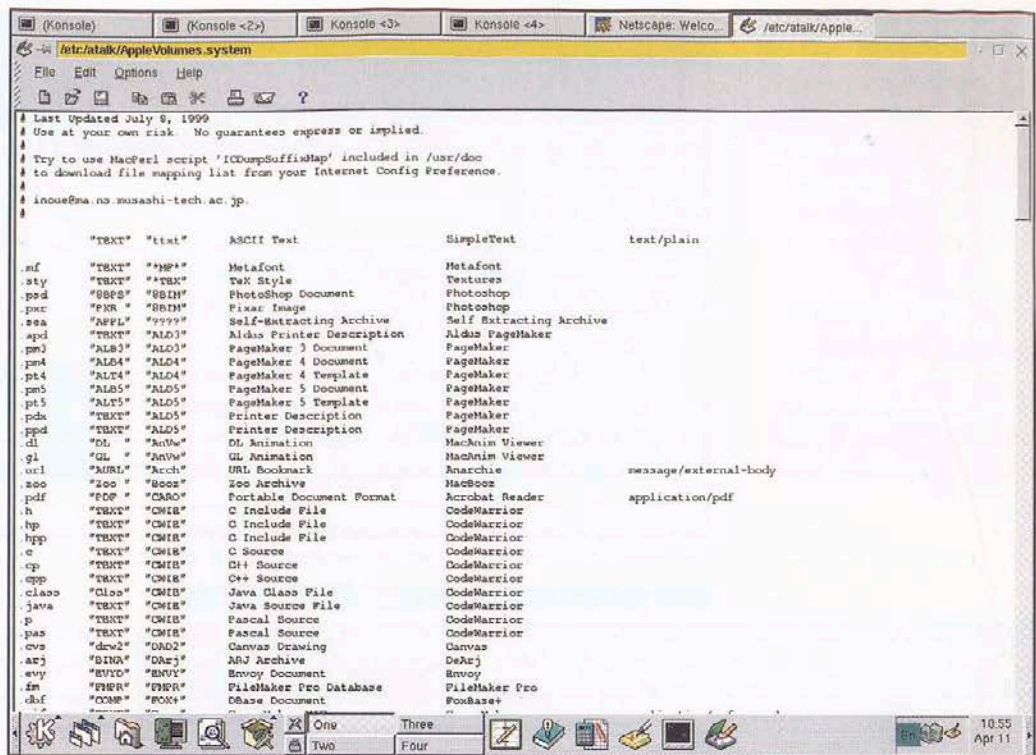 (Konsole)
(Konsole <2>)
Konsole <3>
Konsole <4>
Netscape: Welco...
/etc/atalk/Apple...
/etc/atalk/AppleVolumes.system
File Edit Options Help
# Last Updated July 8, 1999
# Use at your own risk. No guarantees express or implied.
#
# Try to use MacPerl script 'ICDumpSuffixMap' included in /usr/doc
# to download file mapping list from your Internet Config Preference.
#
# inoue@ma.ns.musashi-tech.ac.jp.
#
. "TEXT" "ttxt" ASCII Text SimpleText text/plain
.mf "TEXT" "*MF*" Metafont Metafont
.sty "TEXT" "*TEX" TeX Style Textures
.psd "8BPS" "8BIM" PhotoShop Document Photoshop
.pxr "PXR " "8BIM" Pixar Image Photoshop
.sea "APPL" "????" Self-Extracting Archive Self Extracting Archive
.apd "TEXT" "ALD3" Aldus Printer Description Aldus PageMaker
.pm3 "ALB3" "ALD3" PageMaker 3 Document PageMaker
.pm4 "ALB4" "ALD4" PageMaker 4 Document PageMaker
.pt4 "ALT4" "ALD4" PageMaker 4 Template PageMaker
.pm5 "ALB5" "ALD5" PageMaker 5 Document PageMaker
.pt5 "ALT5" "ALD5" PageMaker 5 Template PageMaker
.pdx "TEXT" "ALD5" Printer Description PageMaker
.ppd "TEXT" "ALD5" Printer Description PageMaker
.dl "DL " "AnVw" DL Animation MacAnim Viewer
.gl "GL " "AnVw" GL Animation MacAnim Viewer
.url "AURL" "Arch" URL Bookmark Anarchie message/external-body
.zoo "Zoo " "Booz" Zoo Archive MacBooz
.pdf "PDF " "CARO" Portable Document Format Acrobat Reader application/pdf
.h "TEXT" "CWIE" C Include File CodeWarrior
.hp "TEXT" "CWIE" C Include File CodeWarrior
.hpp "TEXT" "CWIE" C Include File CodeWarrior
.c "TEXT" "CWIE" C Source CodeWarrior
.cp "TEXT" "CWIE" C++ Source CodeWarrior
.cpp "TEXT" "CWIE" C++ Source CodeWarrior
.class "Clss" "CWIE" Java Class File CodeWarrior
.java "TEXT" "CWIE" Java Source File CodeWarrior
.p "TEXT" "CWIE" Pascal Source CodeWarrior
.pas "TEXT" "CWIE" Pascal Source CodeWarrior
.cvs "drw2" "DAD2" Canvas Drawing Canvas
.arj "BINA" "DArj" ARJ Archive DeArj
.evy "EVYD" "ENVY" Envoy Document Envoy
.fm "FMPR" "FMPR" FileMaker Pro Database FileMaker Pro
.dbf "COMP" "FOX+" DBase Document FoxBase+
One Three
Two Four
En
10:55
Apr 11